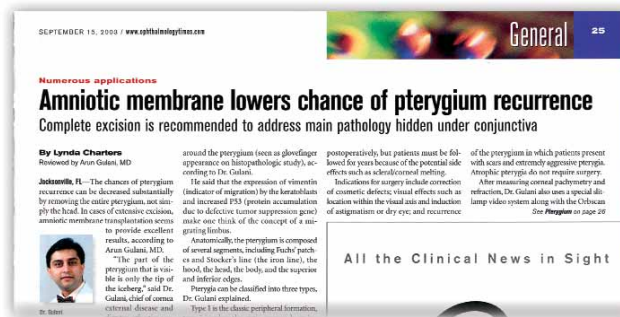 SEPTEMBER 15, 2003 / www.ophthalmologytimes.com
General 25
Numerous applications
Amniotic membrane lowers chance of pterygium recurrence
Complete excision is recommended to address main pathology hidden under conjunctiva
By Lynda Charters
Reviewed by Arun Gulani, MD
Jacksonville, FL—The chances of pterygium
recurrence can be decreased substantially
by removing the entire pterygium, not sim-
ply the head. In cases of extensive excision,
amniotic membrane transplantation seems
to provide excellent
results, according to
Arun Gulani, MD.
"The part of the
pterygium that is visi-
ble is only the tip of
the iceberg," said Dr.
Gulani, chief of cornea
external disease and
Dr. Gulani
around the pterygium (seen as glovefinger
appearance on histopathologic study), ac-
cording to Dr. Gulani.
He said that the expression of vimentin
(indicator of migration) by the keratoblasts
and increased P53 (protein accumulation
due to defective tumor suppression gene)
make one think of the concept of a mi-
grating limbus.
Anatomically, the pterygium is composed
of several segments, including Fuchs' patch-
es and Stocker's line (the iron line), the
hood, the head, the body, and the superior
and inferior edges.
Pterygia can be classified into three types,
Dr. Gulani explained.
Type I is the classic peripheral formation,
postoperatively, but patients must be fol-
lowed for years because of the potential side
effects such as scleral/corneal melting.
Indications for surgery include correction
of cosmetic defects; visual effects such as
location within the visual axis and induction
of astigmatism or dry eye; and recurrence
of the pterygium in which patients present
with scars and extremely aggressive pterygia.
Atrophic pterygia do not require surgery.
After measuring corneal pachymetry and
refraction, Dr. Gulani also uses a special slit-
lamp video system along with the Orbscan
See Pterygium on page 26
All the Clinical News in Sight